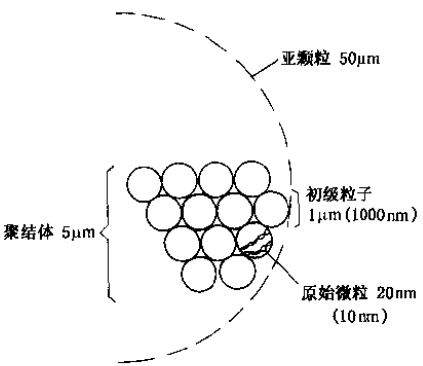 亚颗粒 50μm
初级粒子
1μm(1000nm)
聚结体 5μm
原始微粒 20nm
(10nm)